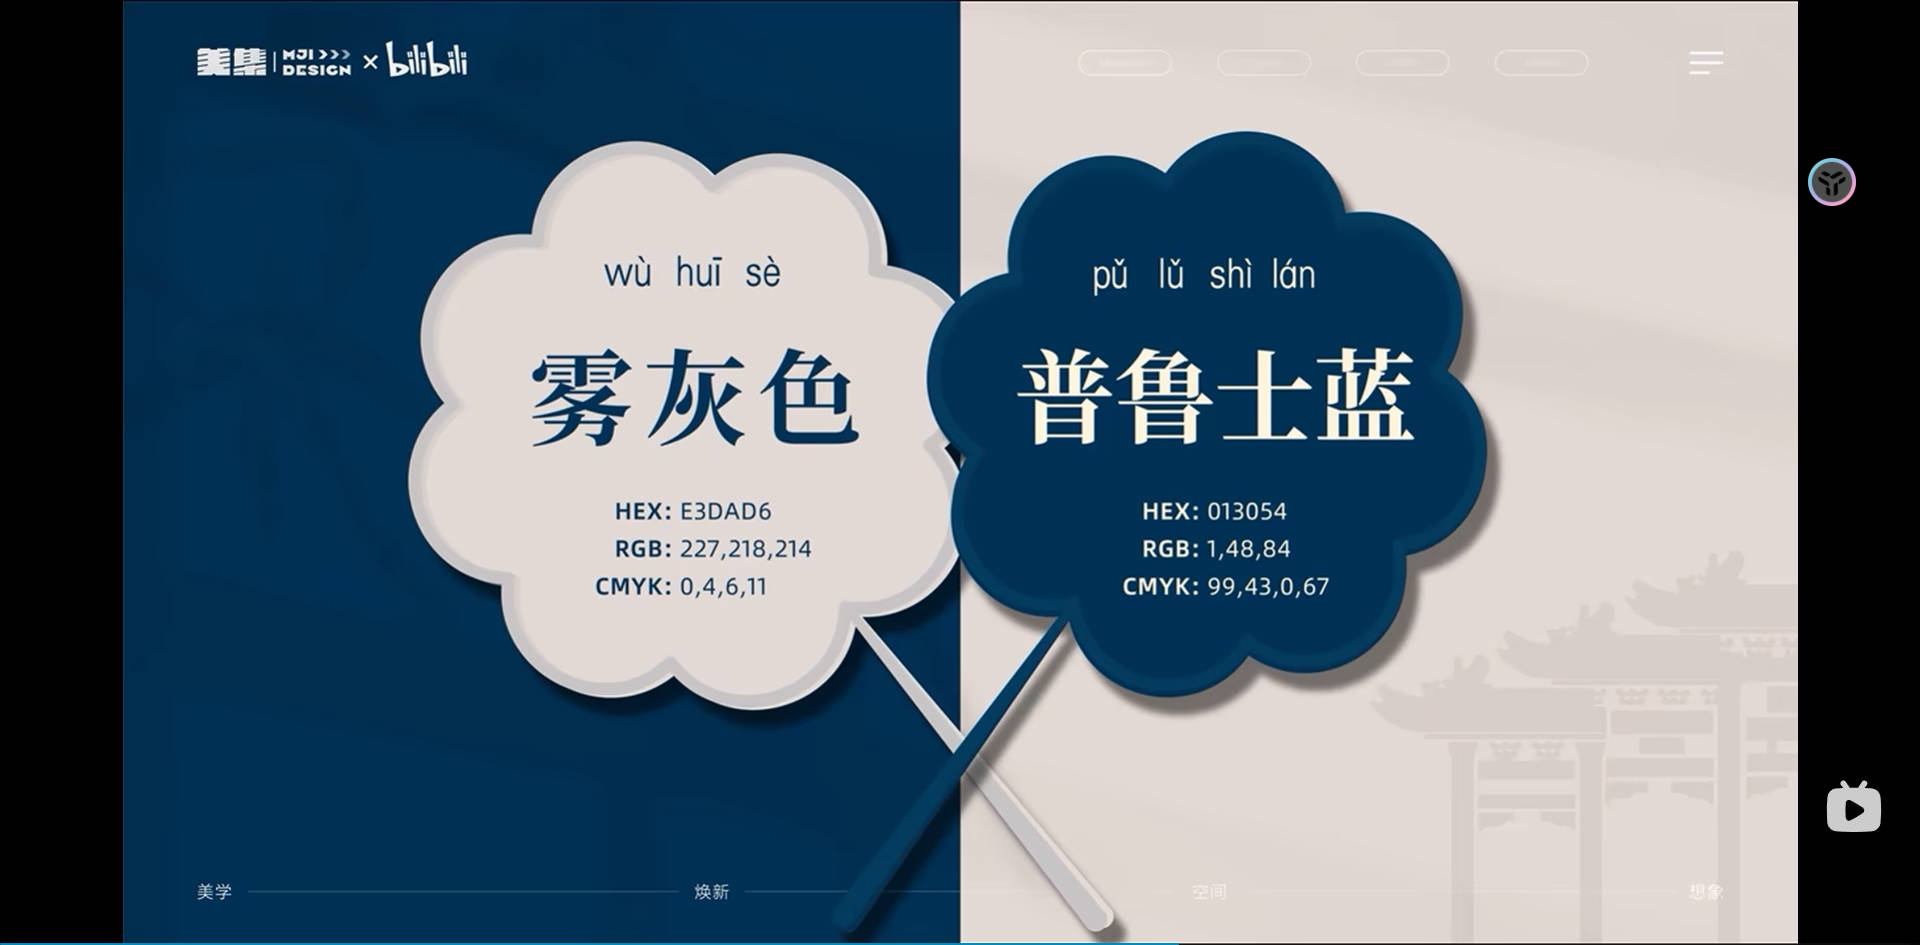 美集 MJI DESIGN × bilibili
wù huī sè
雾灰色
HEX: E3DAD6
RGB: 227,218,214
CMYK: 0,4,6,11
pǔ lǔ shì lán
普鲁士蓝
HEX: 013054
RGB: 1,48,84
CMYK: 99,43,0,67
美学 焕新 空间 想象